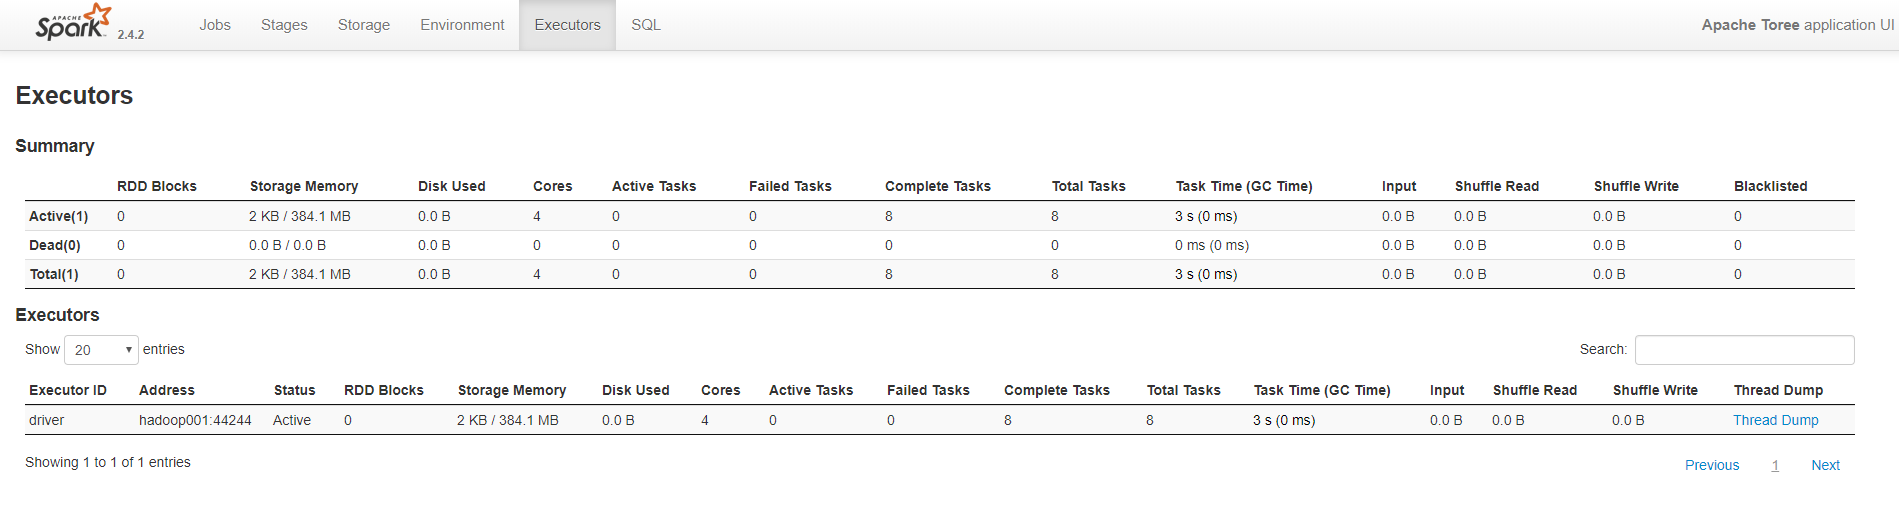 APACHE Spark 2.4.2 Jobs Stages Storage Environment Executors SQL Apache Toree application UI
Executors
Summary
RDD Blocks Storage Memory Disk Used Cores Active Tasks Failed Tasks Complete Tasks Total Tasks Task Time (GC Time) Input Shuffle Read Shuffle Write Blacklisted
Active(1) 0 2 KB / 384.1 MB 0.0 B 4 0 0 8 8 3 s (0 ms) 0.0 B 0.0 B 0.0 B 0
Dead(0) 0 0.0 B / 0.0 B 0.0 B 0 0 0 0 0 0 ms (0 ms) 0.0 B 0.0 B 0.0 B 0
Total(1) 0 2 KB / 384.1 MB 0.0 B 4 0 0 8 8 3 s (0 ms) 0.0 B 0.0 B 0.0 B 0
Executors
Show 20 entries Search:
Executor ID Address Status RDD Blocks Storage Memory Disk Used Cores Active Tasks Failed Tasks Complete Tasks Total Tasks Task Time (GC Time) Input Shuffle Read Shuffle Write Thread Dump
driver hadoop001:44244 Active 0 2 KB / 384.1 MB 0.0 B 4 0 0 8 8 3 s (0 ms) 0.0 B 0.0 B 0.0 B Thread Dump
Showing 1 to 1 of 1 entries Previous 1 Next